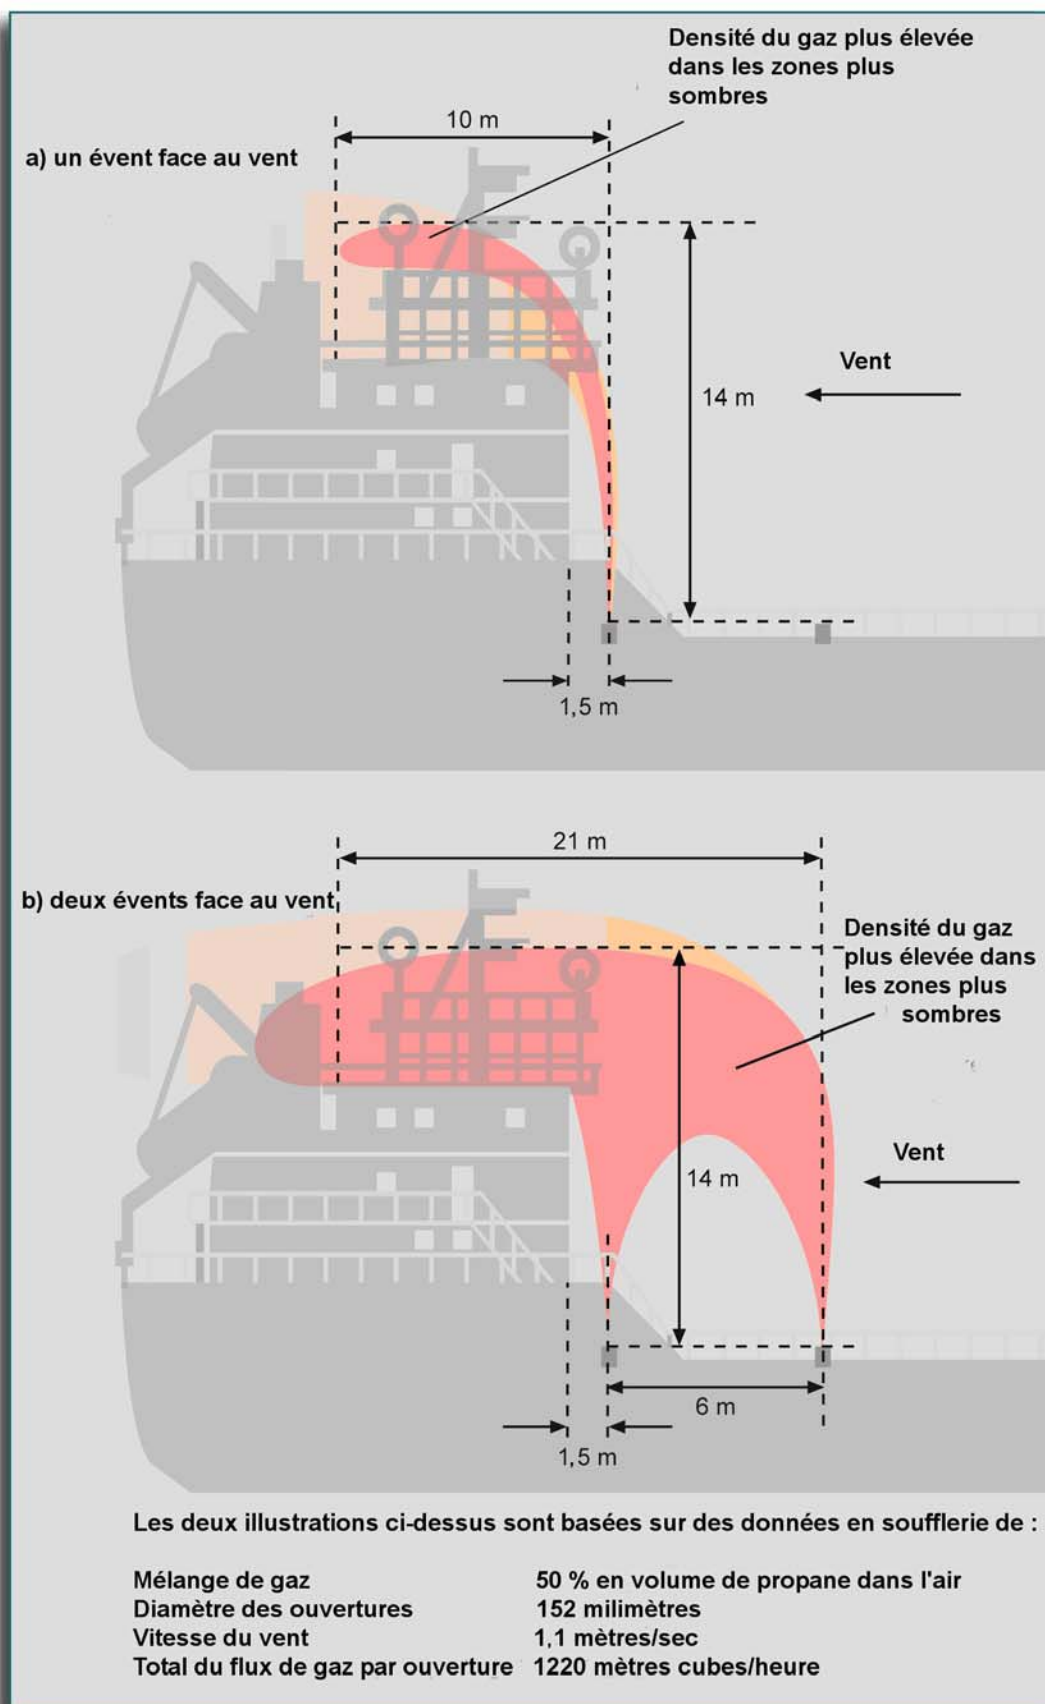 Densité du gaz plus élevée
dans les zones plus
sombres
10 m
a) un évent face au vent
Vent
14 m
1,5 m
21 m
b) deux évents face au vent
Densité du gaz
plus élevée dans
les zones plus
sombres
Vent
14 m
6 m
1,5 m
Les deux illustrations ci-dessus sont basées sur des données en soufflerie de :
Mélange de gaz 50 % en volume de propane dans l'air
Diamètre des ouvertures 152 milimètres
Vitesse du vent 1,1 mètres/sec
Total du flux de gaz par ouverture 1220 mètres cubes/heure